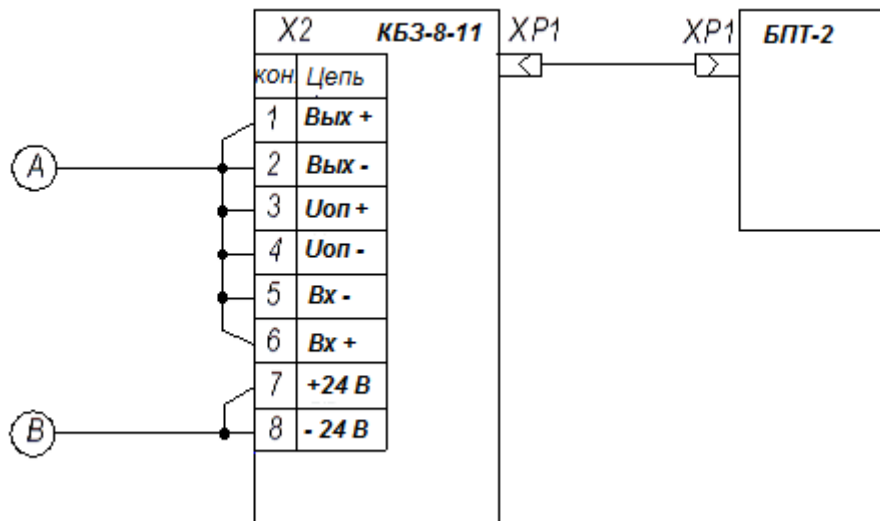 X2 КБЗ-8-11 XP1 XP1 БПТ-2
кон. Цепь
1 Вых +
A 2 Вых -
3 Uоп +
4 Uоп -
5 Вх -
6 Вх +
7 +24 В
B 8 - 24 В